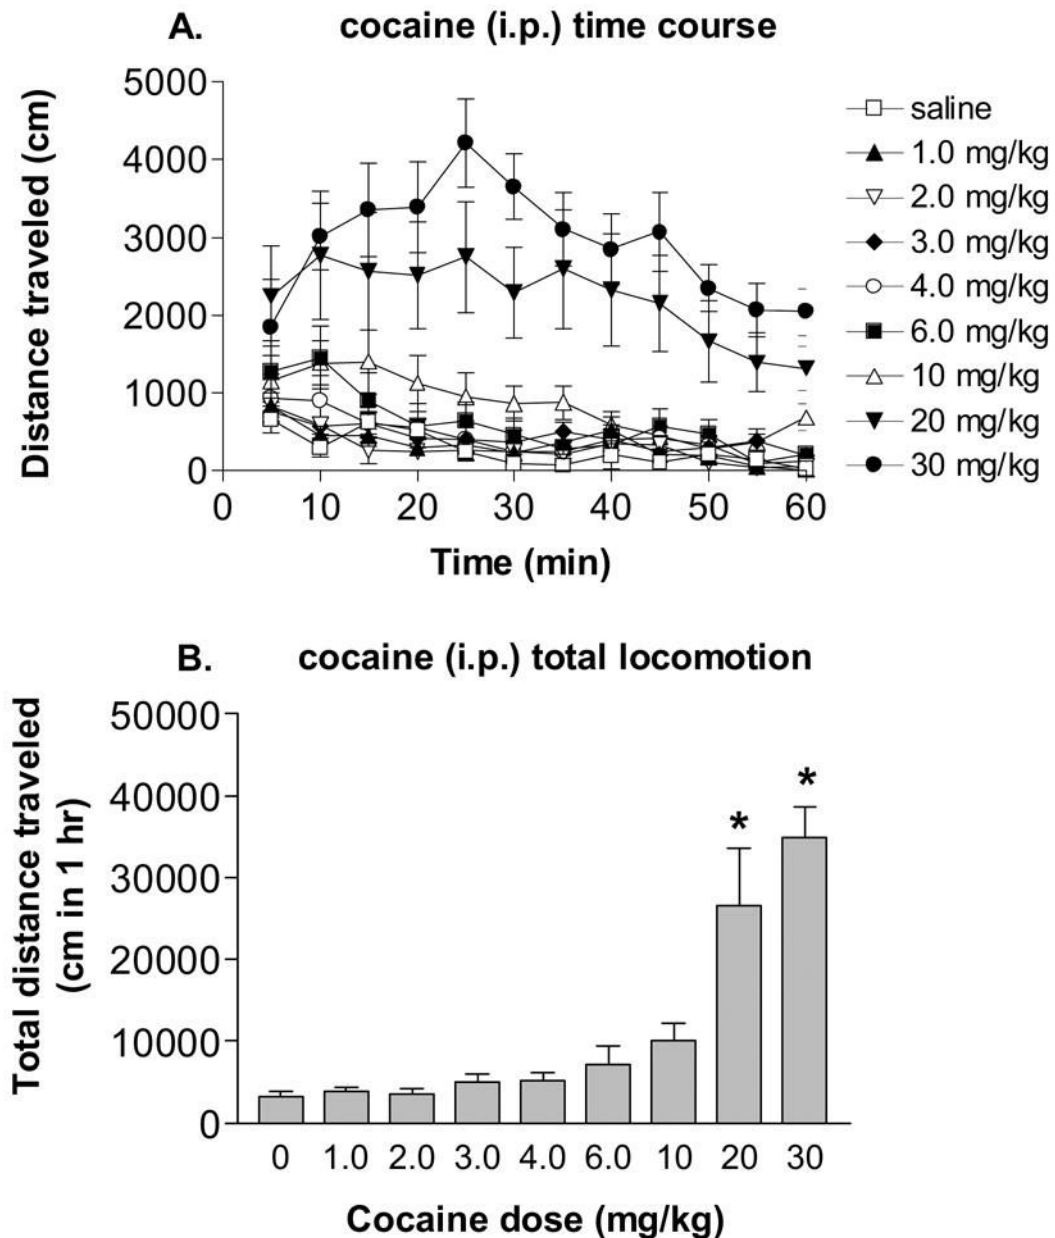 A. cocaine (i.p.) time course
Distance traveled (cm)
5000
4000
3000
2000
1000
0
0 10 20 30 40 50 60
Time (min)
saline
1.0 mg/kg
2.0 mg/kg
3.0 mg/kg
4.0 mg/kg
6.0 mg/kg
10 mg/kg
20 mg/kg
30 mg/kg
B. cocaine (i.p.) total locomotion
Total distance traveled
(cm in 1 hr)
50000
40000
30000
20000
10000
0
* *
0 1.0 2.0 3.0 4.0 6.0 10 20 30
Cocaine dose (mg/kg)